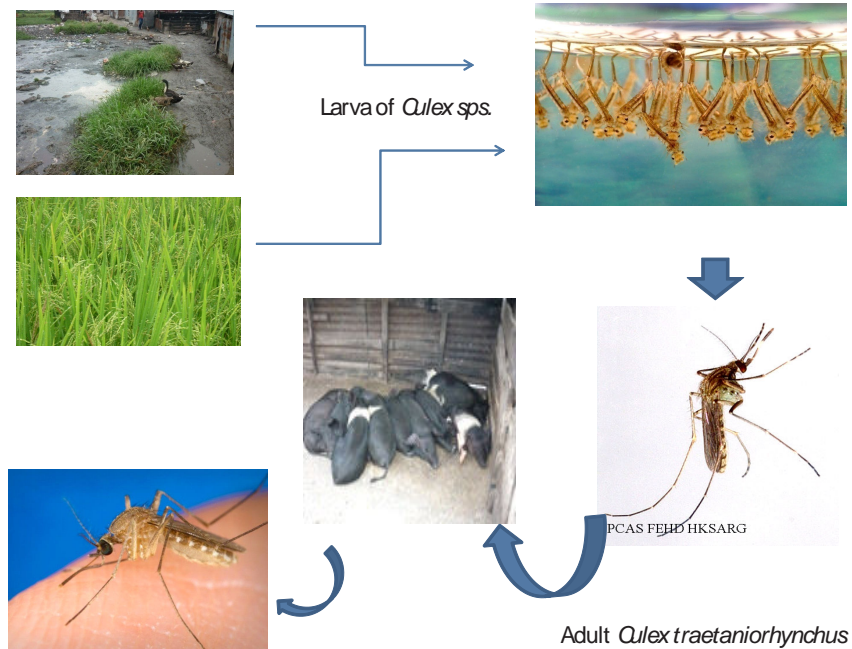 Larva of Culex sps.
PCAS FEHD HKSARG
Adult Culex traetaniorhynchus